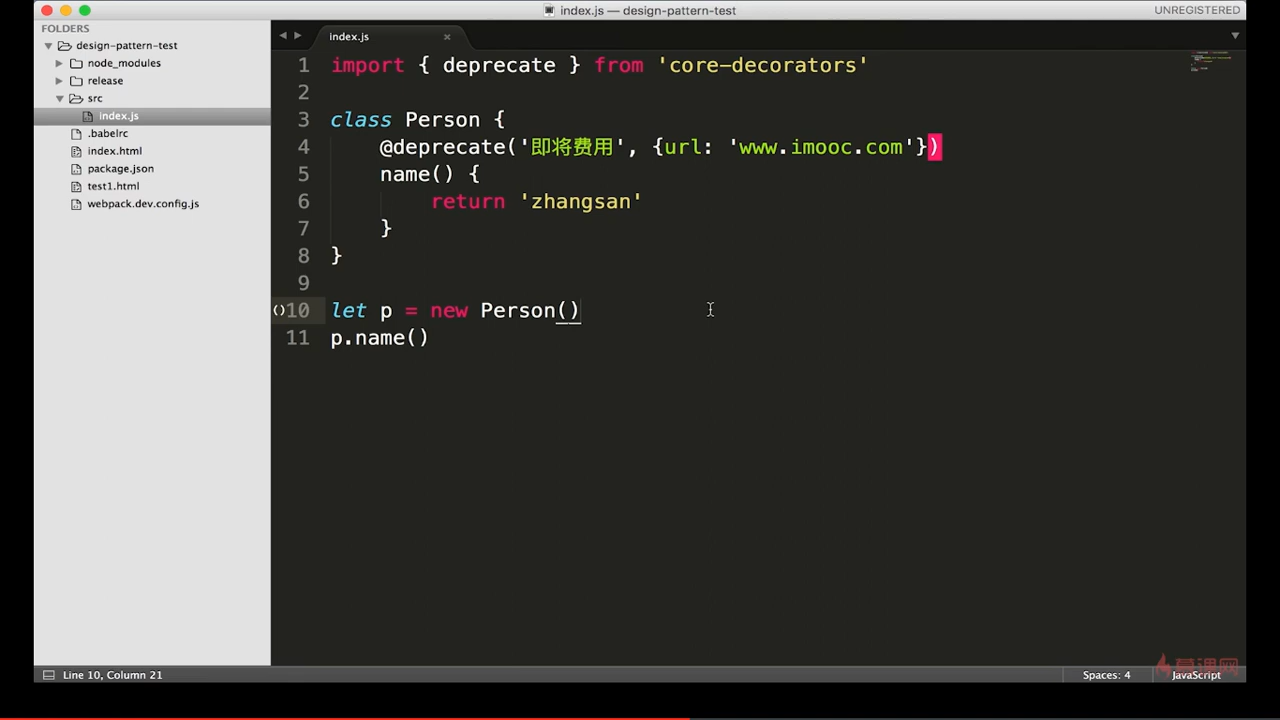 index.js — design-pattern-test
UNREGISTERED
FOLDERS
design-pattern-test
node_modules
release
src
index.js
.babelrc
index.html
package.json
test1.html
webpack.dev.config.js
index.js
1 import { deprecate } from 'core-decorators'
2
3 class Person {
4 @deprecate('即将费用', {url: 'www.imooc.com'})
5 name() {
6 return 'zhangsan'
7 }
8 }
9
10 let p = new Person()
11 p.name()
Line 10, Column 21
Spaces: 4
JavaScript
慕课网